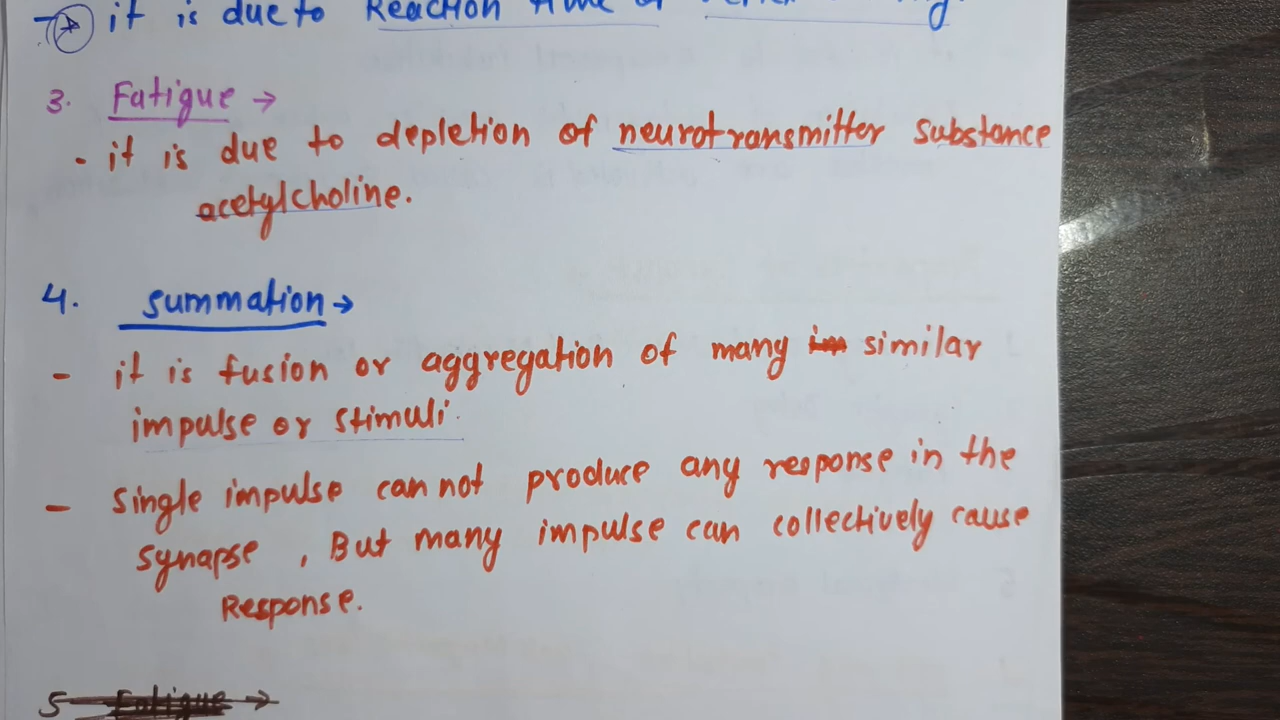 it is due to Reaction time
3. Fatigue →
- it is due to depletion of neurotransmitter substance
acetylcholine.
4. summation →
- it is fusion or aggregation of many im similar
impulse or stimuli.
- single impulse can not produce any response in the
synapse , But many impulse can collectively cause
Response.
5 Fatigue →